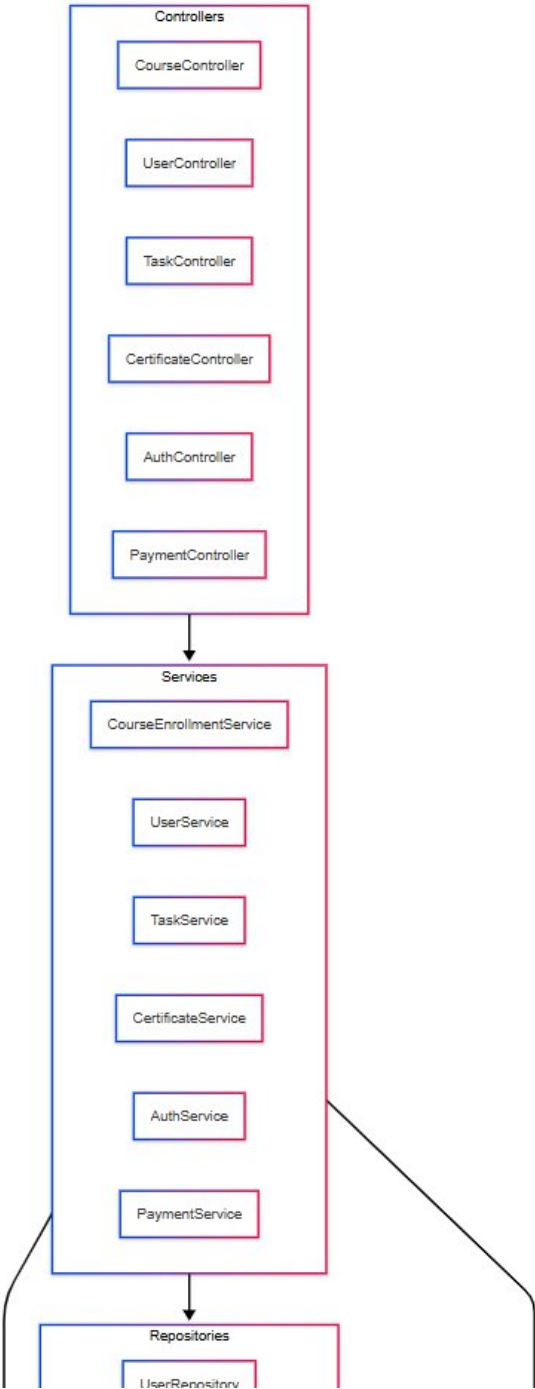 Controllers
CourseController
UserController
TaskController
CertificateController
AuthController
PaymentController
Services
CourseEnrollmentService
UserService
TaskService
CertificateService
AuthService
PaymentService
Repositories
UserRepository